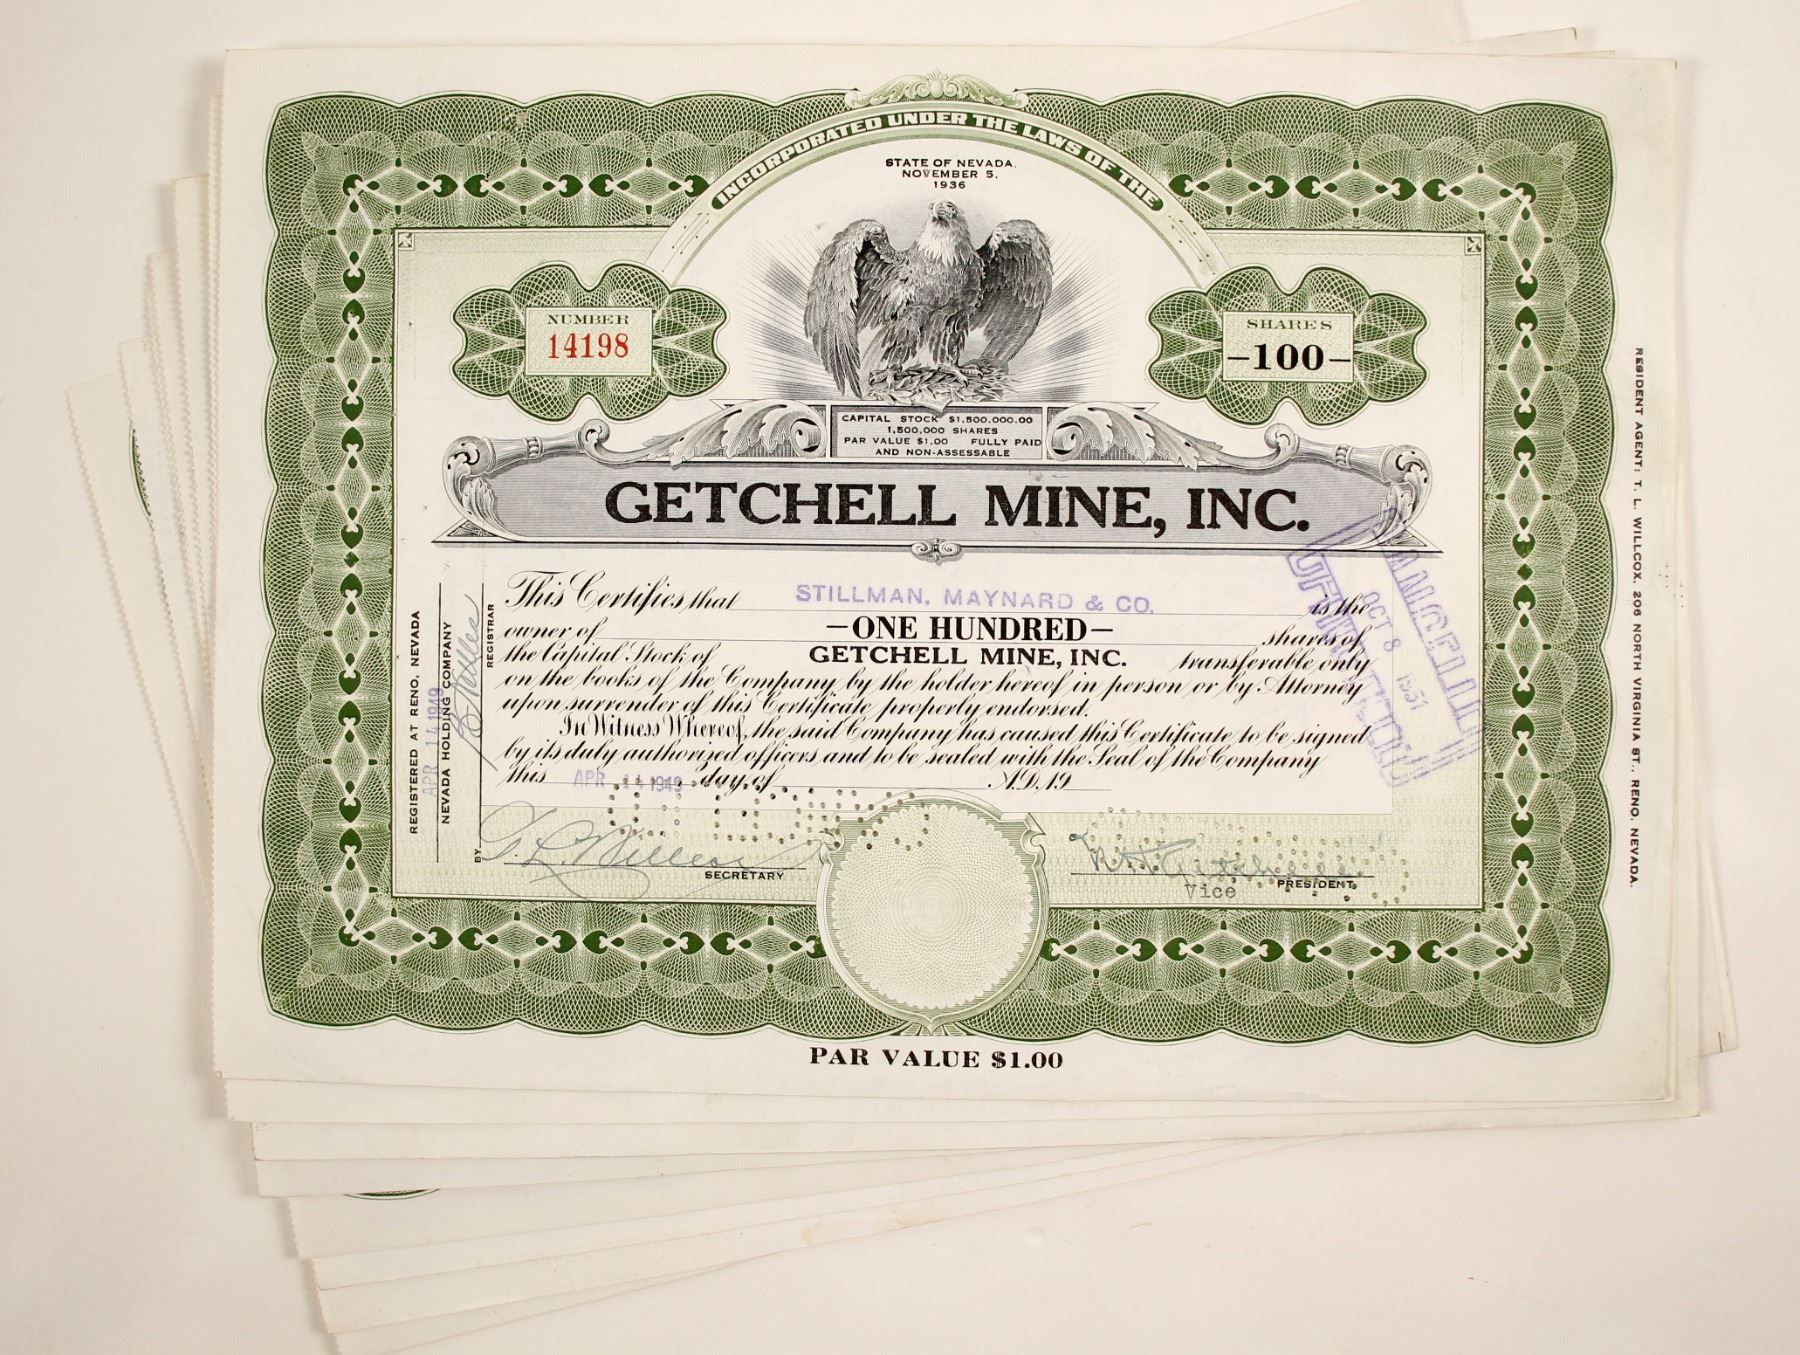 INCORPORATED UNDER THE LAWS OF THE
STATE OF NEVADA.
NOVEMBER 5.
1936
NUMBER
14198
SHARES
-100-
CAPITAL STOCK $1,500,000.00
1,500,000 SHARES
PAR VALUE $1.00 FULLY PAID
AND NON-ASSESSABLE
GETCHELL MINE, INC.
This Certifies that STILLMAN, MAYNARD & CO. is the
owner of -ONE HUNDRED- shares of
the Capital Stock of GETCHELL MINE, INC. transferable only
on the books of the Company by the holder hereof in person or by Attorney
upon surrender of this Certificate properly endorsed.
In Witness Whereof, the said Company has caused this Certificate to be signed
by its duly authorized officers and to be sealed with the Seal of the Company
this APR 14 1949 day of A.D. 19
T. L. Willcox
SECRETARY
Vice PRESIDENT.
REGISTERED AT RENO, NEVADA
APR 14 1949
NEVADA HOLDING COMPANY
BY
REGISTRAR
CANCELLED
OCT 8 1951
RESIDENT AGENT: T. L. WILLCOX, 206 NORTH VIRGINIA ST., RENO, NEVADA.
PAR VALUE $1.00